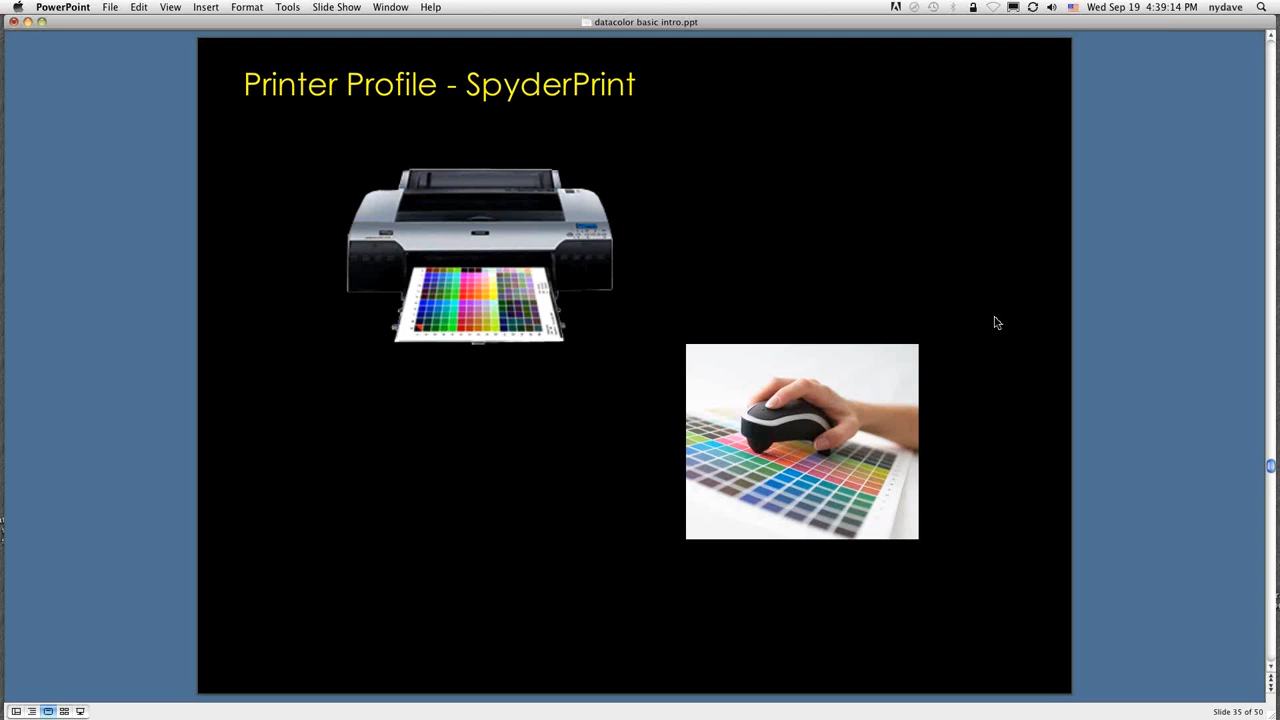 PowerPoint File Edit View Insert Format Tools Slide Show Window Help Wed Sep 19 4:39:14 PM nydave
datacolor basic intro.ppt
Printer Profile - SpyderPrint
Slide 35 of 50